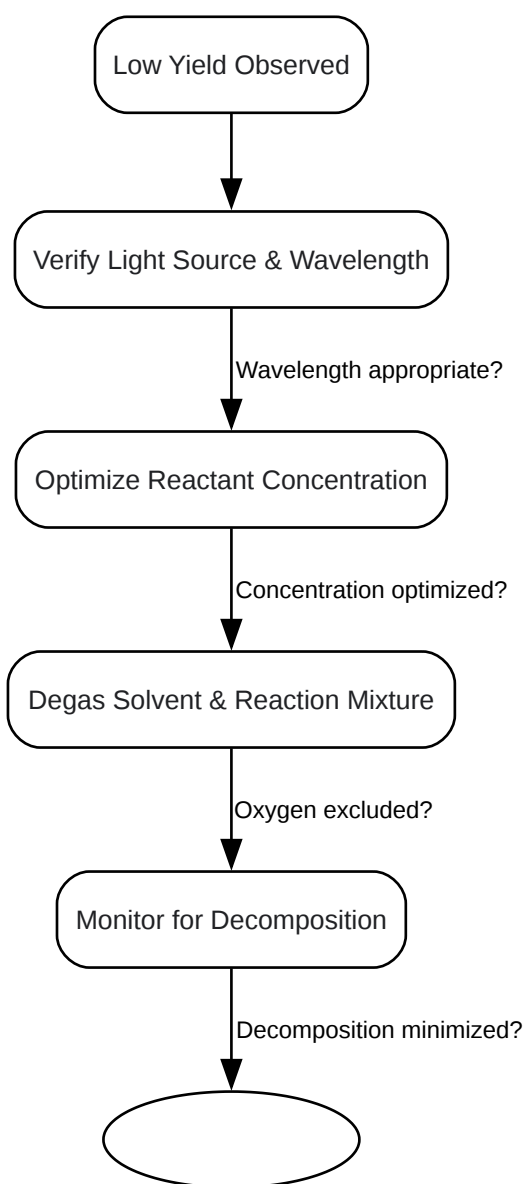 Low Yield Observed
Verify Light Source & Wavelength
Wavelength appropriate?
Optimize Reactant Concentration
Concentration optimized?
Degas Solvent & Reaction Mixture
Oxygen excluded?
Monitor for Decomposition
Decomposition minimized?